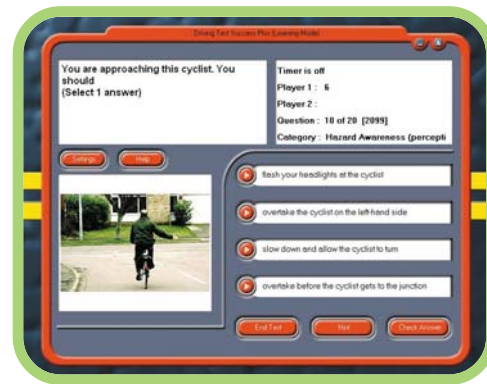 Driving Test Success Plus (Learning Mode)
You are approaching this cyclist. You
should
(Select 1 answer)
Timer is off
Player 1 : 6
Player 2 :
Question : 10 of 20 [2099]
Category : Hazard Awareness (percepti
Settings
Help
flash your headlights at the cyclist
overtake the cyclist on the left-hand side
slow down and allow the cyclist to turn
overtake before the cyclist gets to the junction
End Test
Hint
Check Answer